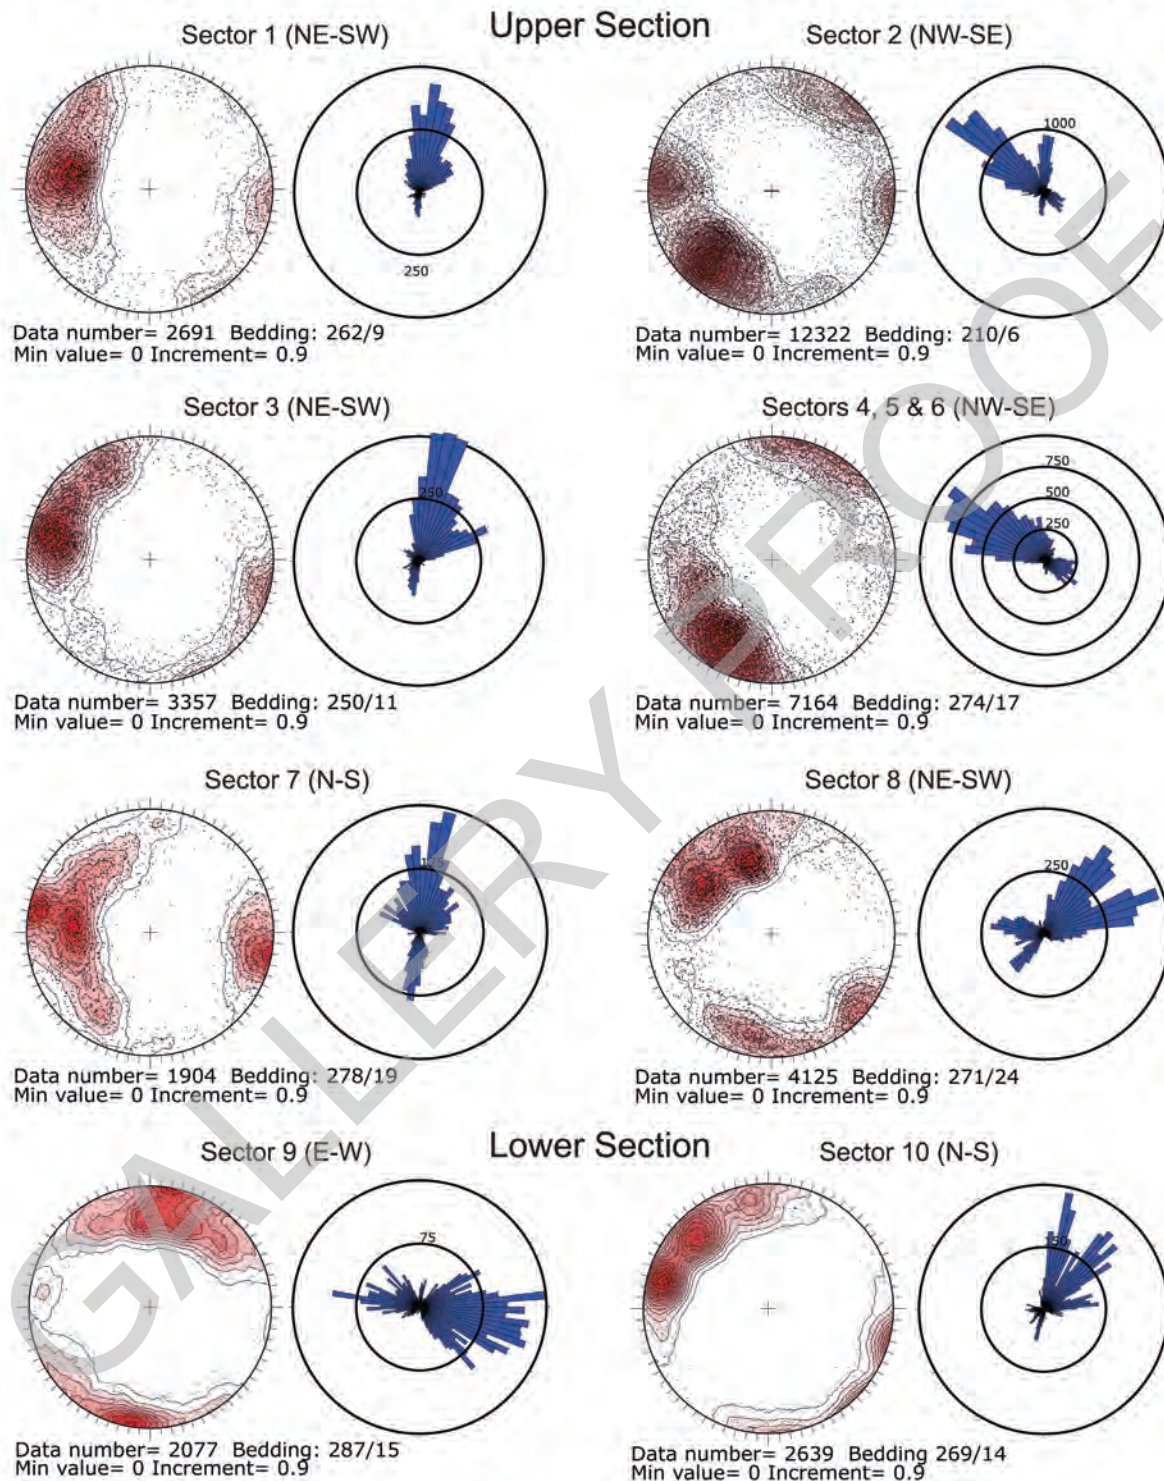 Upper Section
Sector 1 (NE-SW)
Sector 2 (NW-SE)
250
1000
Data number= 2691 Bedding: 262/9
Min value= 0 Increment= 0.9
Data number= 12322 Bedding: 210/6
Min value= 0 Increment= 0.9
Sector 3 (NE-SW)
Sectors 4, 5 & 6 (NW-SE)
250
750
500
250
Data number= 3357 Bedding: 250/11
Min value= 0 Increment= 0.9
Data number= 7164 Bedding: 274/17
Min value= 0 Increment= 0.9
Sector 7 (N-S)
Sector 8 (NE-SW)
125
250
Data number= 1904 Bedding: 278/19
Min value= 0 Increment= 0.9
Data number= 4125 Bedding: 271/24
Min value= 0 Increment= 0.9
Lower Section
Sector 9 (E-W)
Sector 10 (N-S)
75
150
Data number= 2077 Bedding: 287/15
Min value= 0 Increment= 0.9
Data number= 2639 Bedding 269/14
Min value= 0 Increment= 0.9
GALLERY PROOF